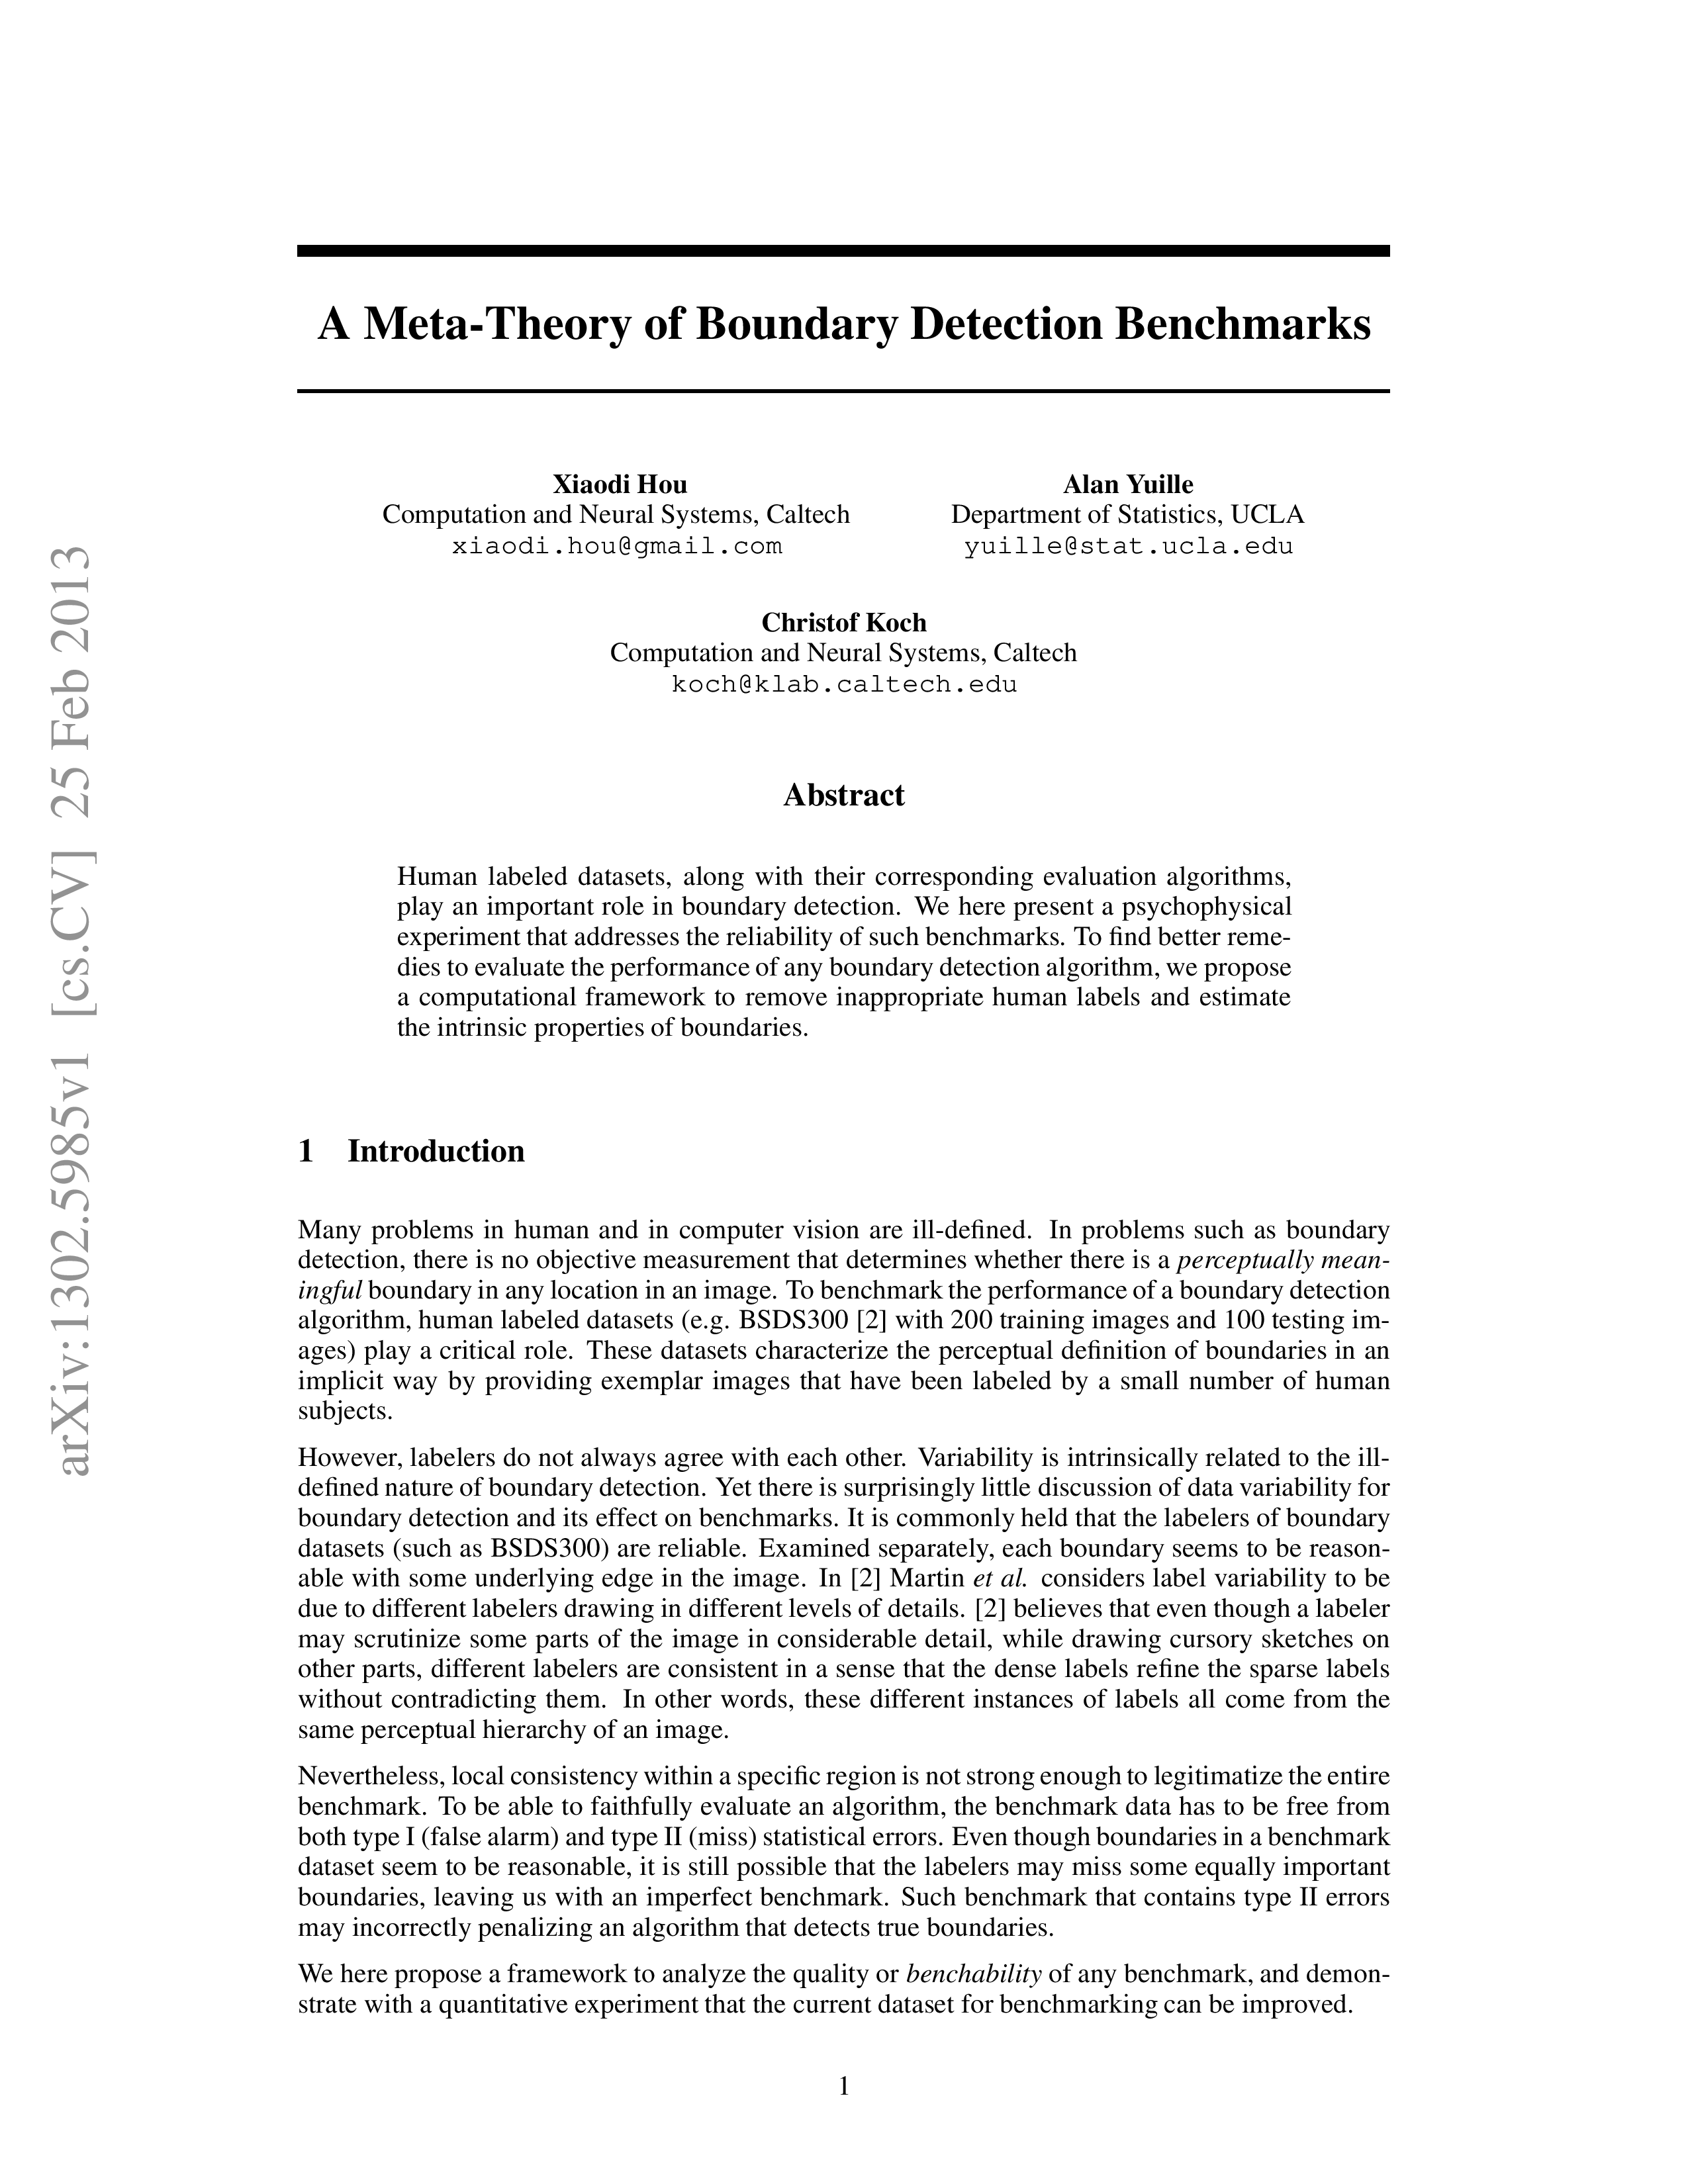 arXiv:1302.5985v1 [cs.CV] 25 Feb 2013
A Meta-Theory of Boundary Detection Benchmarks
Xiaodi Hou
Computation and Neural Systems, Caltech
xiaodi.hou@gmail.com
Alan Yuille
Department of Statistics, UCLA
yuille@stat.ucla.edu
Christof Koch
Computation and Neural Systems, Caltech
koch@klab.caltech.edu
Abstract
Human labeled datasets, along with their corresponding evaluation algorithms,
play an important role in boundary detection. We here present a psychophysical
experiment that addresses the reliability of such benchmarks. To find better reme-
dies to evaluate the performance of any boundary detection algorithm, we propose
a computational framework to remove inappropriate human labels and estimate
the intrinsic properties of boundaries.
1 Introduction
Many problems in human and in computer vision are ill-defined. In problems such as boundary
detection, there is no objective measurement that determines whether there is a perceptually mean-
ingful boundary in any location in an image. To benchmark the performance of a boundary detection
algorithm, human labeled datasets (e.g. BSDS300 [2] with 200 training images and 100 testing im-
ages) play a critical role. These datasets characterize the perceptual definition of boundaries in an
implicit way by providing exemplar images that have been labeled by a small number of human
subjects.
However, labelers do not always agree with each other. Variability is intrinsically related to the ill-
defined nature of boundary detection. Yet there is surprisingly little discussion of data variability for
boundary detection and its effect on benchmarks. It is commonly held that the labelers of boundary
datasets (such as BSDS300) are reliable. Examined separately, each boundary seems to be reason-
able with some underlying edge in the image. In [2] Martin et al. considers label variability to be
due to different labelers drawing in different levels of details. [2] believes that even though a labeler
may scrutinize some parts of the image in considerable detail, while drawing cursory sketches on
other parts, different labelers are consistent in a sense that the dense labels refine the sparse labels
without contradicting them. In other words, these different instances of labels all come from the
same perceptual hierarchy of an image.
Nevertheless, local consistency within a specific region is not strong enough to legitimatize the entire
benchmark. To be able to faithfully evaluate an algorithm, the benchmark data has to be free from
both type I (false alarm) and type II (miss) statistical errors. Even though boundaries in a benchmark
dataset seem to be reasonable, it is still possible that the labelers may miss some equally important
boundaries, leaving us with an imperfect benchmark. Such benchmark that contains type II errors
may incorrectly penalizing an algorithm that detects true boundaries.
We here propose a framework to analyze the quality or benchability of any benchmark, and demon-
strate with a quantitative experiment that the current dataset for benchmarking can be improved.
1